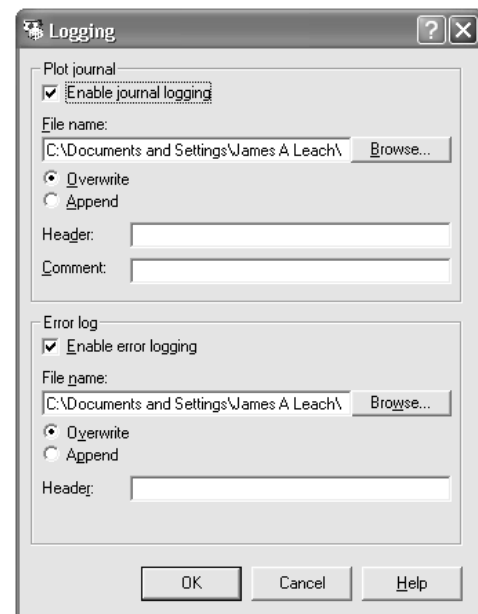 Logging
Plot journal
Enable journal logging
File name:
C:\Documents and Settings\James A Leach\
Browse...
Overwrite
Append
Header:
Comment:
Error log
Enable error logging
File name:
C:\Documents and Settings\James A Leach\
Browse...
Overwrite
Append
Header:
OK Cancel Help